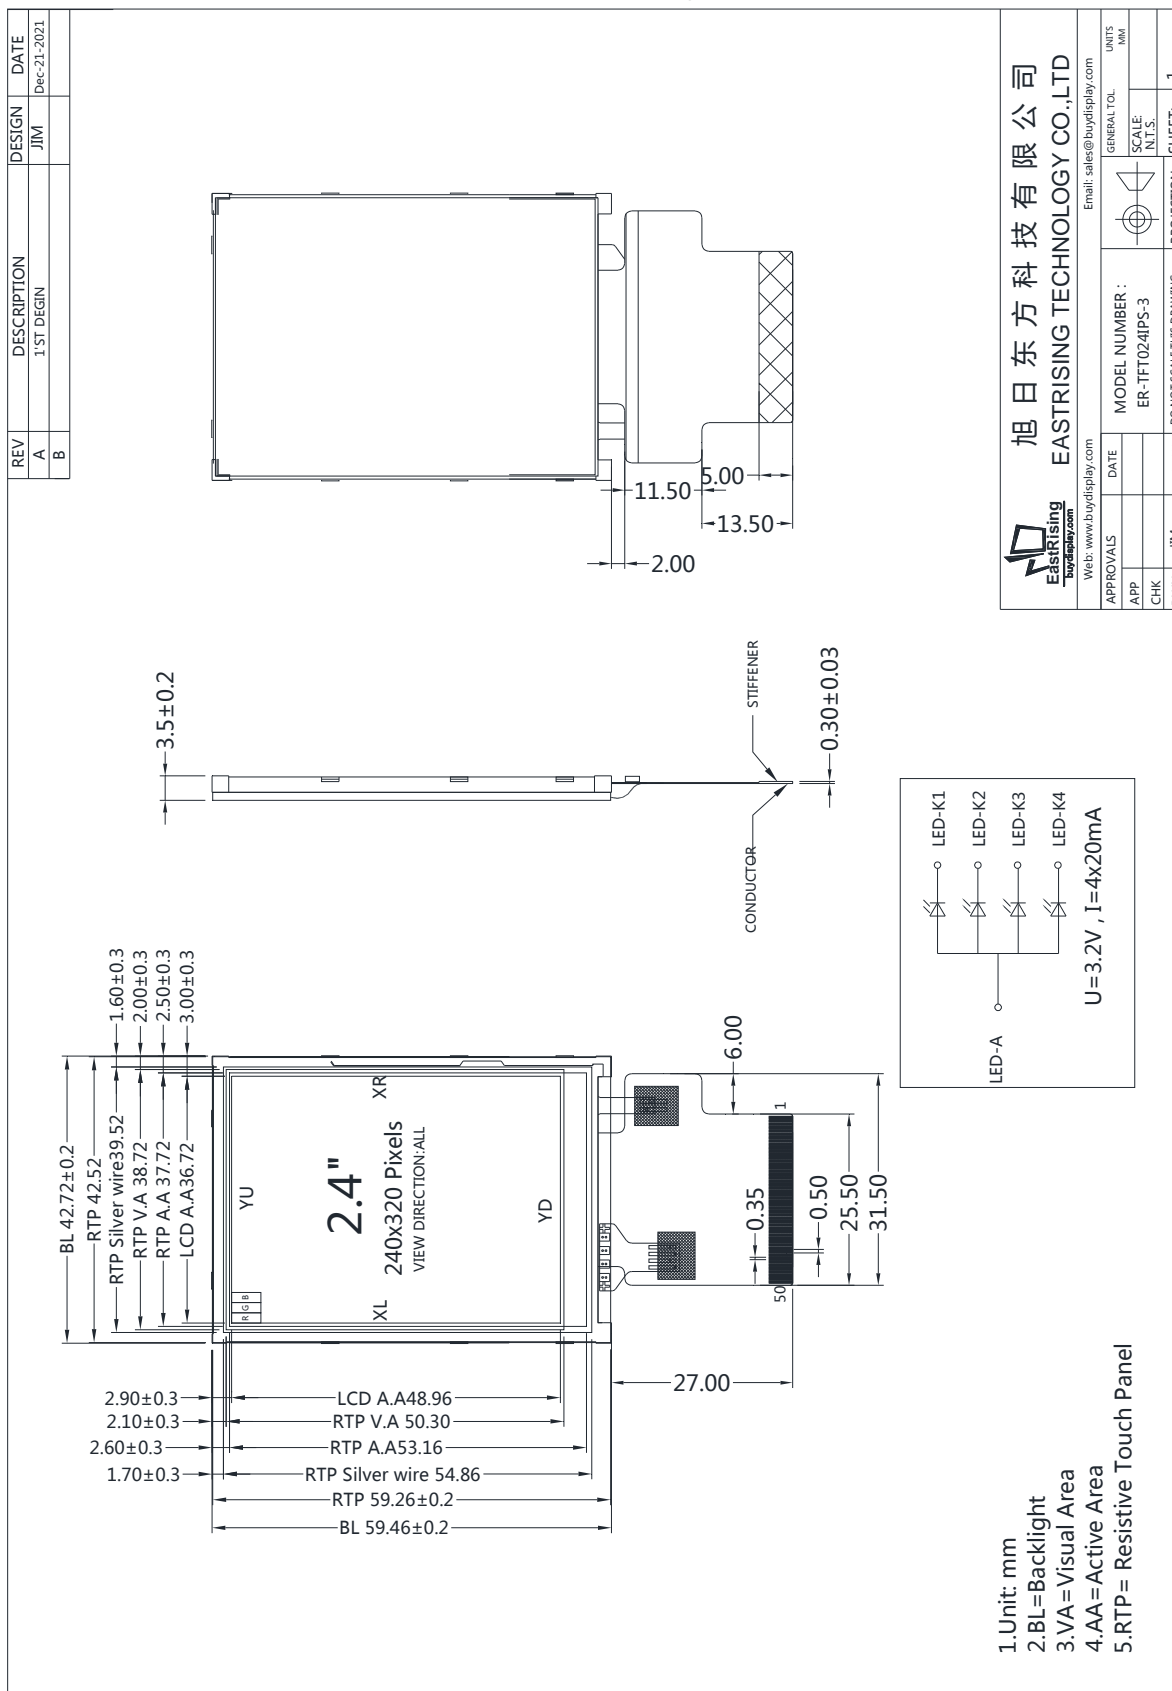 REV DESCRIPTION DESIGN DATE
A 1'ST DEGIN JIM Dec-21-2021
B
BL 42.72±0.2
RTP 42.52
RTP Silver wire39.52
RTP V.A 38.72
RTP A.A 37.72
LCD A.A36.72
1.60±0.3
2.00±0.3
2.50±0.3
3.00±0.3
2.90±0.3
LCD A.A48.96
2.10±0.3
RTP V.A 50.30
2.60±0.3
RTP A.A53.16
1.70±0.3
RTP Silver wire 54.86
RTP 59.26±0.2
BL 59.46±0.2
R G B
YU
XL
XR
2.4"
240x320 Pixels
VIEW DIRECTION:ALL
YD
27.00
6.00
50
1
0.35
0.50
25.50
31.50
3.5±0.2
CONDUCTOR
STIFFENER
0.30±0.03
11.50
5.00
13.50
2.00
LED-A
LED-K1
LED-K2
LED-K3
LED-K4
U=3.2V , I=4x20mA
1.Unit: mm
2.BL=Backlight
3.VA=Visual Area
4.AA=Active Area
5.RTP= Resistive Touch Panel
EastRising
buydisplay.com
旭日东方科技有限公司
EASTRISING TECHNOLOGY CO.,LTD
Web: www.buydisplay.com
Email: sales@buydisplay.com
APPROVALS
DATE
APP
CHK
MODEL NUMBER :
ER-TFT024IPS-3
GENERAL TOL.
UNITS
MM
SCALE:
N.T.S.